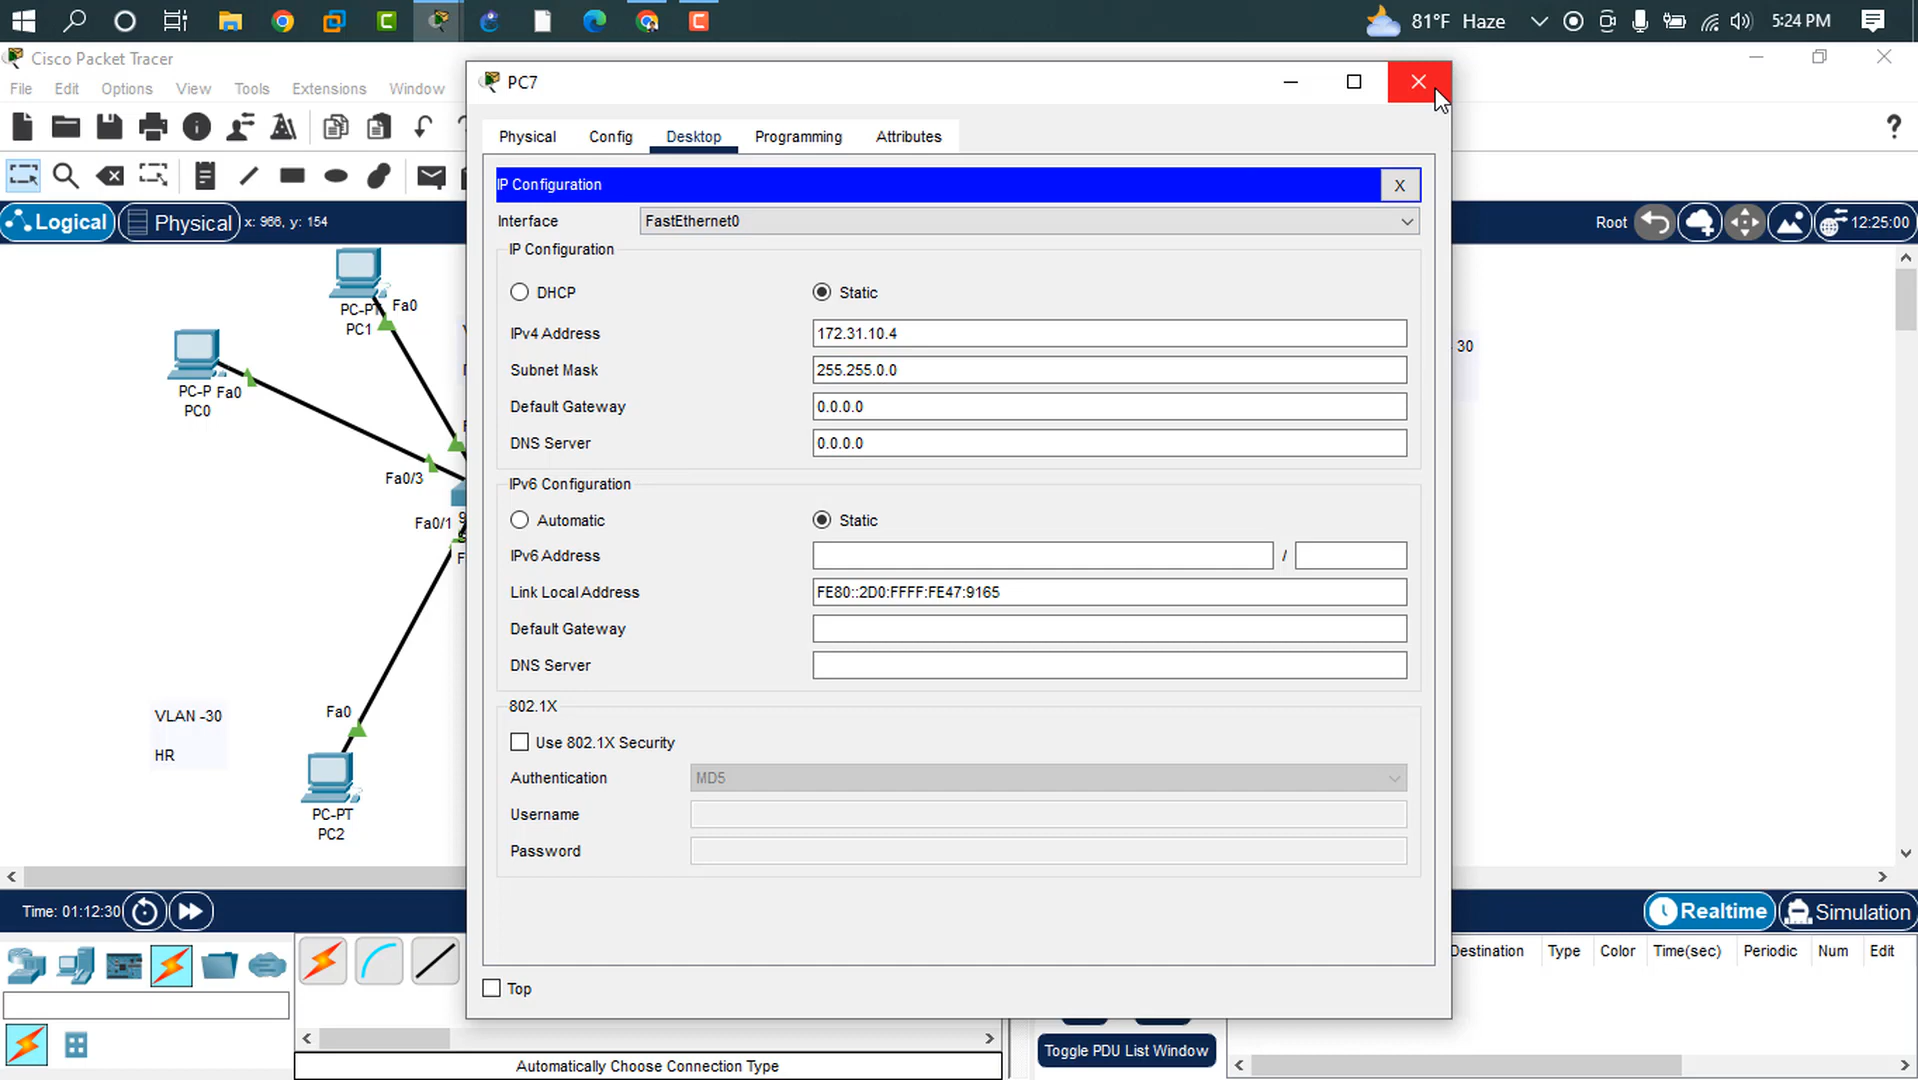 81°F Haze
5:24 PM
Cisco Packet Tracer
File Edit Options View Tools Extensions Window
PC7
Physical Config Desktop Programming Attributes
Logical
Physical
x: 966, y: 154
Root
12:25:00
IP Configuration
X
Interface
FastEthernet0
IP Configuration
DHCP
Static
IPv4 Address
172.31.10.4
Subnet Mask
255.255.0.0
Default Gateway
0.0.0.0
DNS Server
0.0.0.0
IPv6 Configuration
Automatic
Static
IPv6 Address
/
Link Local Address
FE80::2D0:FFFF:FE47:9165
Default Gateway
DNS Server
802.1X
Use 802.1X Security
Authentication
MD5
Username
Password
Top
PC-PT
Fa0
PC1
PC-P
Fa0
PC0
Fa0/3
Fa0/1
30
VLAN -30
HR
Fa0
PC-PT
PC2
Time: 01:12:30
Realtime
Simulation
Destination Type Color Time(sec) Periodic Num Edit
Toggle PDU List Window
Automatically Choose Connection Type